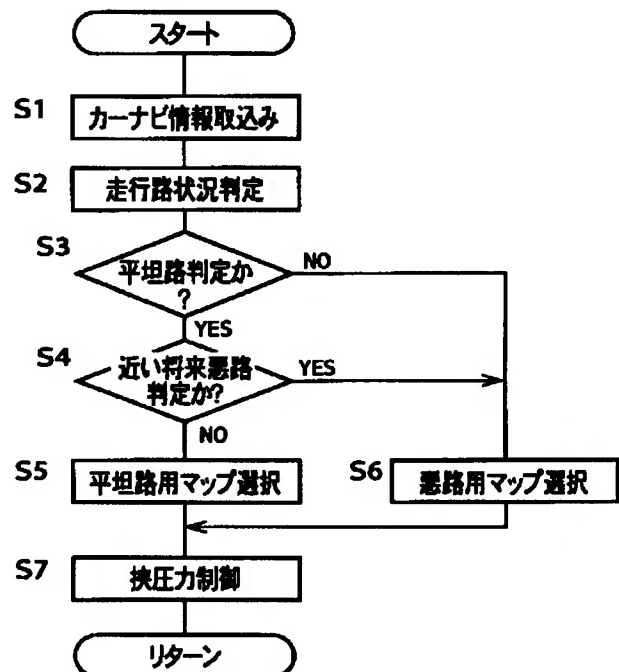 スタート
S1
カーナビ情報取込み
S2
走行路状況判定
S3
平坦路判定か
?
NO
YES
S4
近い将来悪路
判定か?
YES
NO
S5
平坦路用マップ選択
S6
悪路用マップ選択
S7
挟圧力制御
リターン